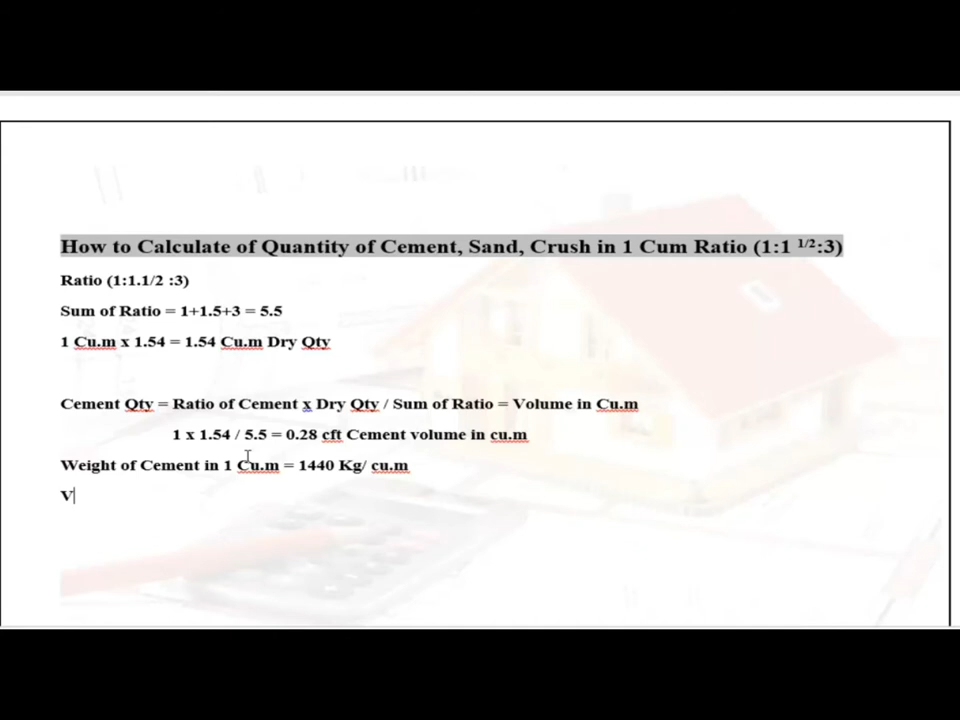 How to Calculate of Quantity of Cement, Sand, Crush in 1 Cum Ratio (1:1 1/2:3)
Ratio (1:1.1/2 :3)
Sum of Ratio = 1+1.5+3 = 5.5
1 Cu.m x 1.54 = 1.54 Cu.m Dry Qty
Cement Qty = Ratio of Cement x Dry Qty / Sum of Ratio = Volume in Cu.m
1 x 1.54 / 5.5 = 0.28 cft Cement volume in cu.m
Weight of Cement in 1 Cu.m = 1440 Kg/ cu.m
V